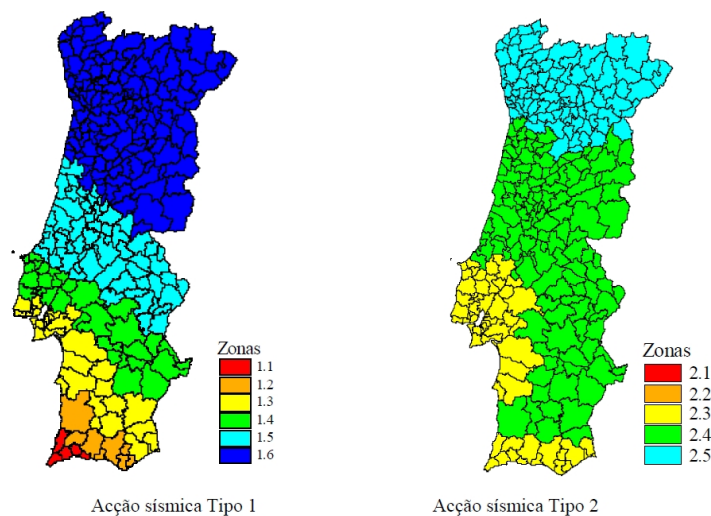 Zonas
1.1
1.2
1.3
1.4
1.5
1.6
Acção sísmica Tipo 1
Zonas
2.1
2.2
2.3
2.4
2.5
Acção sísmica Tipo 2